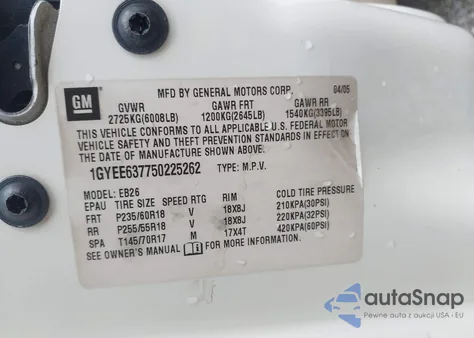 GM
MFD BY GENERAL MOTORS CORP. 04/05
GVWR GAWR FRT GAWR RR
2725KG(6008LB) 1200KG(2645LB) 1540KG(3395LB)
THIS VEHICLE CONFORMS TO ALL APPLICABLE U.S. FEDERAL MOTOR
VEHICLE SAFETY AND THEFT PREVENTION STANDARDS IN EFFECT ON
THE DATE OF MANUFACTURE SHOWN ABOVE.
1GYEE637750225262 TYPE: M.P.V.
MODEL: EB26
EPAU TIRE SIZE SPEED RTG RIM COLD TIRE PRESSURE
FRT P235/60R18 V 18X8J 210KPA(30PSI)
RR P255/55R18 V 18X8J 220KPA(32PSI)
SPA T145/70R17 M 17X4T 420KPA(60PSI)
SEE OWNER'S MANUAL FOR MORE INFORMATION.
autoSnap
Pewne auta z aukcji USA i EU